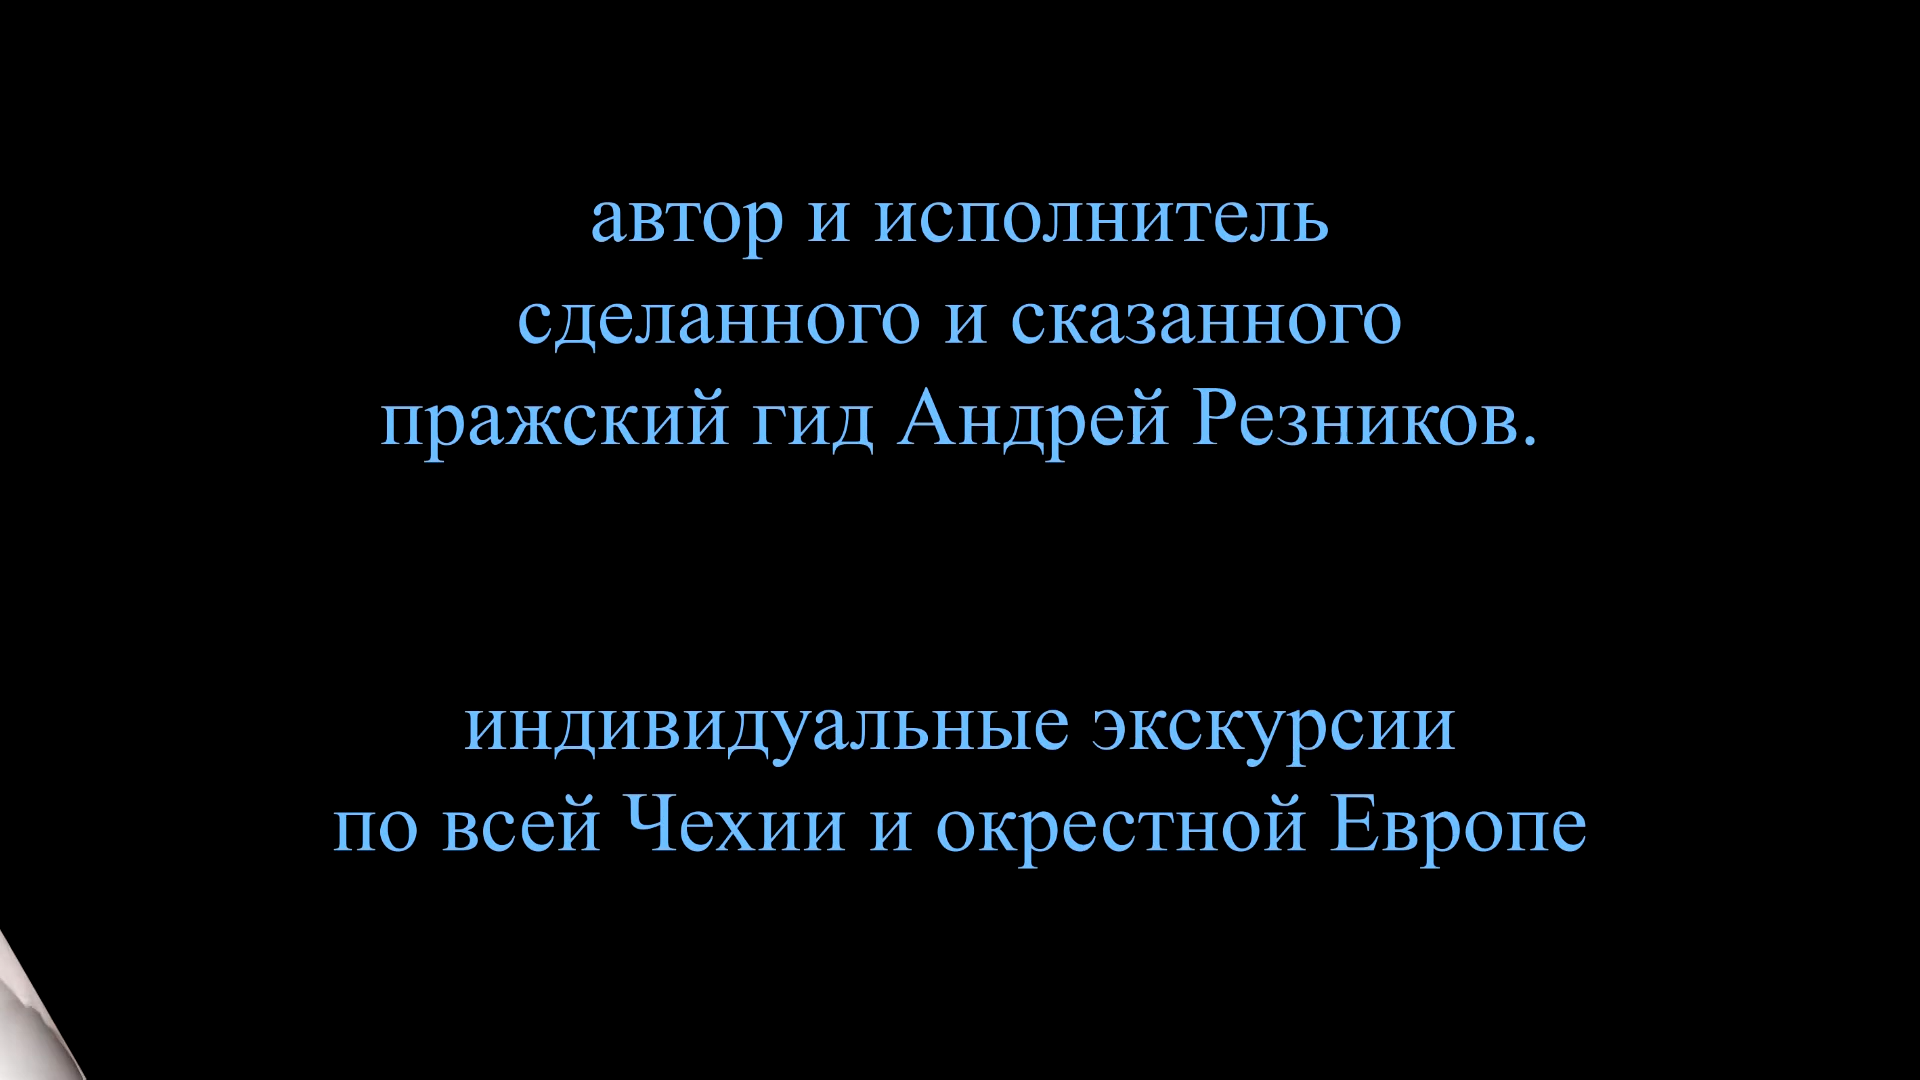 автор и исполнитель
сделанного и сказанного
пражский гид Андрей Резников.
индивидуальные экскурсии
по всей Чехии и окрестной Европе